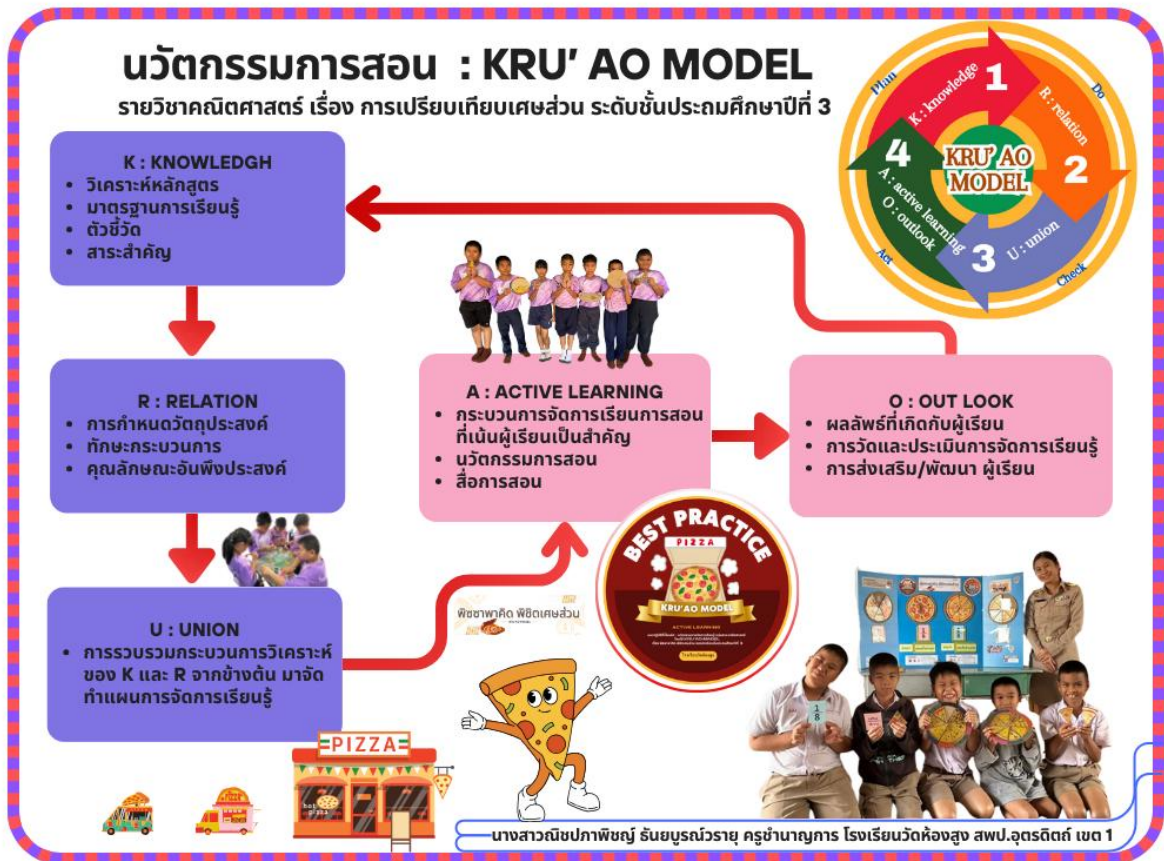 นวัตกรรมการสอน : KRU' AO MODEL
รายวิชาคณิตศาสตร์ เรื่อง การเปรียบเทียบเศษส่วน ระดับชั้นประถมศึกษาปีที่ 3
Plan
Do
Check
Act
K : knowledge 1
R : relation 2
U : union 3
A : active learning
O : outlook
4
KRU' AO
MODEL
K : KNOWLEDGH
• วิเคราะห์หลักสูตร
• มาตรฐานการเรียนรู้
• ตัวชี้วัด
• สาระสำคัญ
R : RELATION
• การกำหนดวัตถุประสงค์
• ทักษะกระบวนการ
• คุณลักษณะอันพึงประสงค์
U : UNION
• การรวบรวมกระบวนการวิเคราะห์
ของ K และ R จากข้างต้น มาจัด
ทำแผนการจัดการเรียนรู้
A : ACTIVE LEARNING
• กระบวนการจัดการเรียนการสอน
ที่เน้นผู้เรียนเป็นสำคัญ
• นวัตกรรมการสอน
• สื่อการสอน
O : OUT LOOK
• ผลลัพธ์ที่เกิดกับผู้เรียน
• การวัดและประเมินการจัดการเรียนรู้
• การส่งเสริม/พัฒนา ผู้เรียน
พิซซาพาคิด พิชิตเศษส่วน
BEST PRACTICE
PIZZA
KRU'AO MODEL
ACTIVE LEARNING
PIZZA
hot
pizza
1
8
นางสาวณิชปภาพิชญ์ ธันยบูรณ์วรายุ ครูชำนาญการ โรงเรียนวัดห้องสูง สพป.อุตรดิตถ์ เขต 1